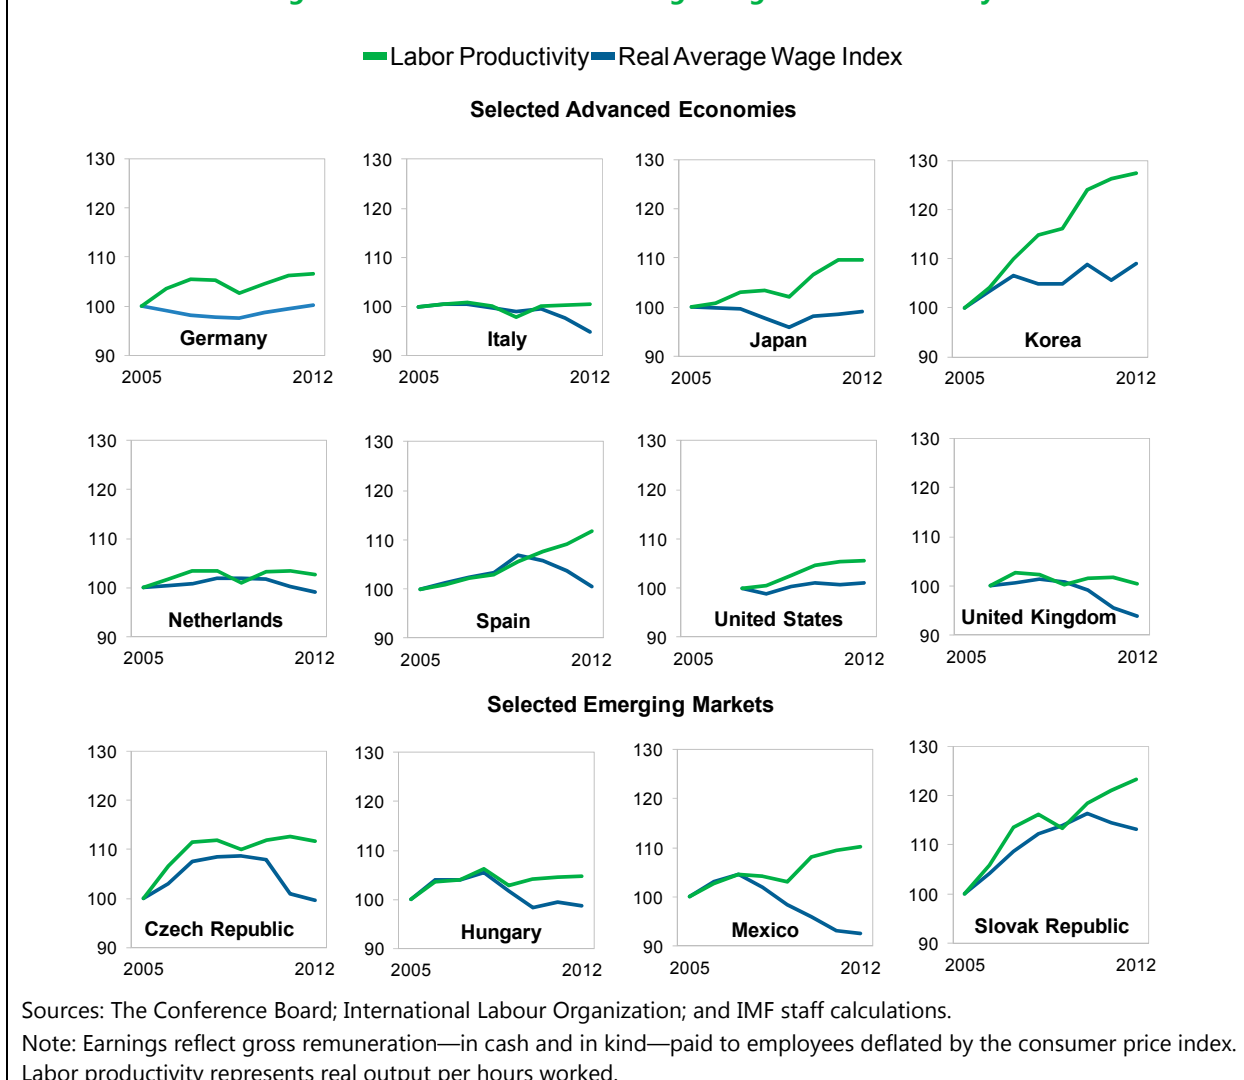 Labor Productivity Real Average Wage Index
Selected Advanced Economies
130 130 130 130
120 120 120 120
110 110 110 110
100 100 100 100
Germany Italy Japan Korea
90 90 90 90
2005 2012 2005 2012 2005 2012 2005 2012
130 130 130 130
120 120 120 120
110 110 110 110
100 100 100 100
Netherlands Spain United States United Kingdom
90 90 90 90
2005 2012 2005 2012 2005 2012 2005 2012
Selected Emerging Markets
130 130 130 130
120 120 120 120
110 110 110 110
100 100 100 100
Czech Republic Hungary Mexico Slovak Republic
90 90 90 90
2005 2012 2005 2012 2005 2012 2005 2012
Sources: The Conference Board; International Labour Organization; and IMF staff calculations.
Note: Earnings reflect gross remuneration—in cash and in kind—paid to employees deflated by the consumer price index.
Labor productivity represents real output per hours worked.